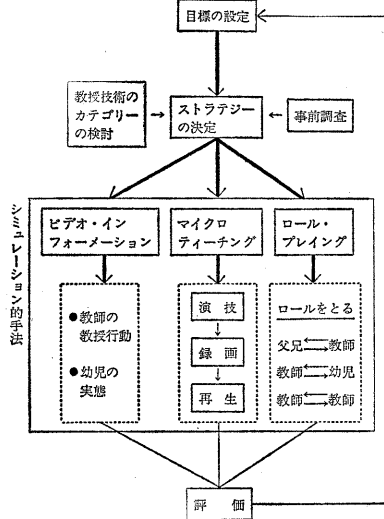 目標の設定
教授技術の
カテゴリー
の検討
ストラテジー
の決定
事前調査
シミュレーション的手法
ビデオ・イン
フォーメーション
マイクロ
ティーチング
ロール・
プレイング
●教師の
教授行動
●幼児の
実態
演技
録画
再生
ロールをとる
父兄⇆教師
教師⇆幼児
教師⇆教師
評価